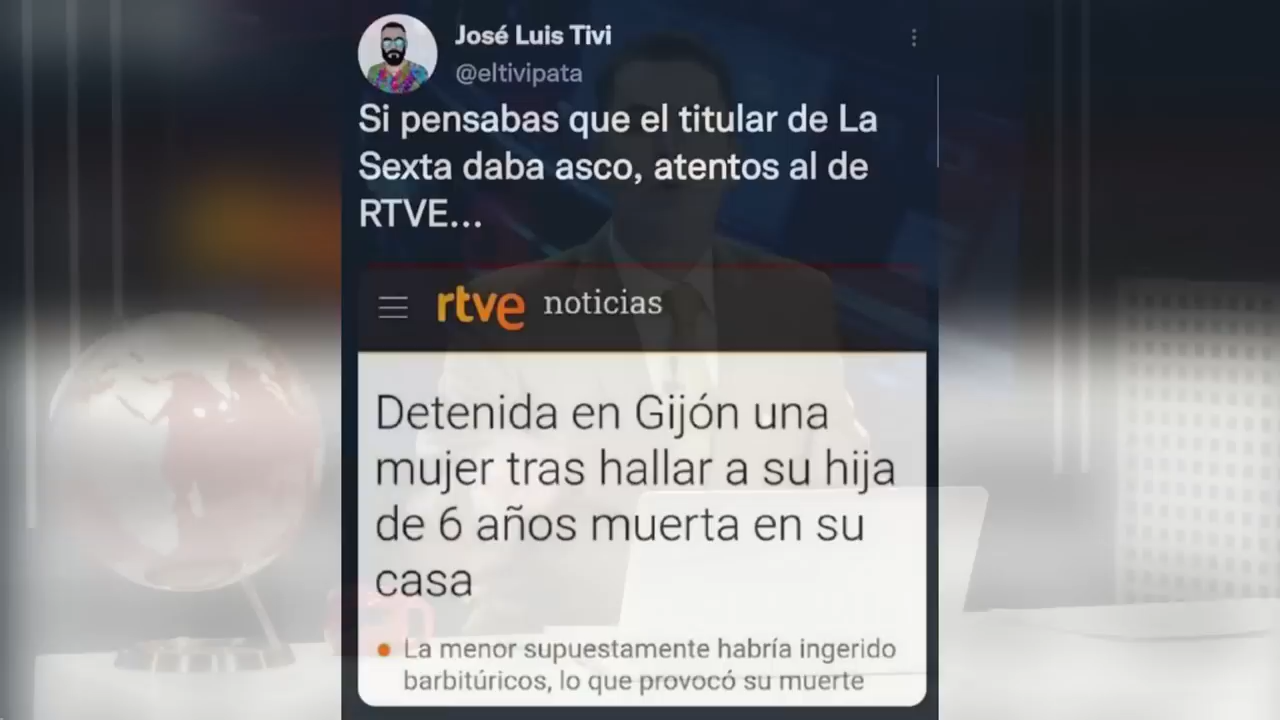 José Luis Tivi
@eltivipata
Si pensabas que el titular de La
Sexta daba asco, atentos al de
RTVE...
rtve noticias
Detenida en Gijón una
mujer tras hallar a su hija
de 6 años muerta en su
casa
La menor supuestamente habría ingerido
barbitúricos, lo que provocó su muerte